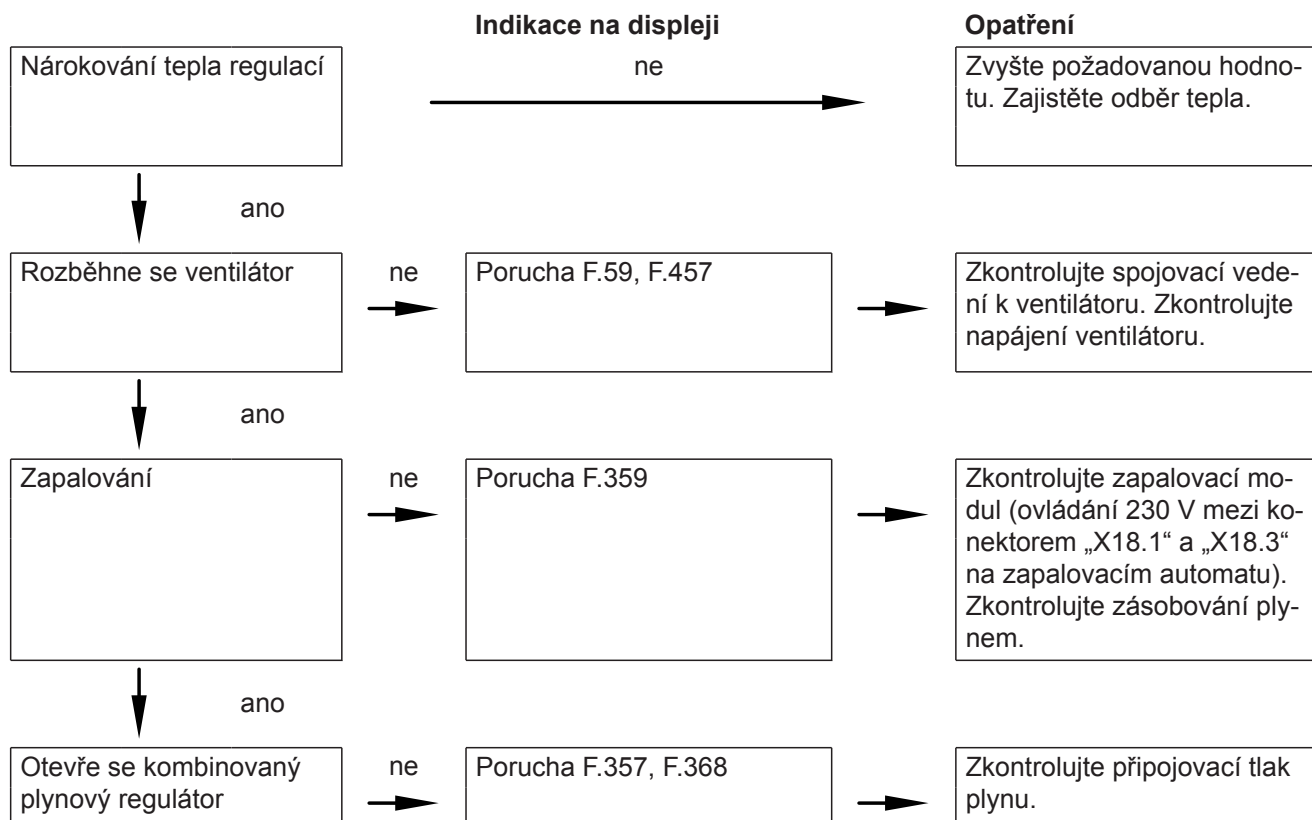 Indikace na displeji
Opatření
Nárokování tepla regulací
ne
Zvyšte požadovanou hodno-
tu. Zajistěte odběr tepla.
ano
Rozběhne se ventilátor
ne
Porucha F.59, F.457
Zkontrolujte spojovací vede-
ní k ventilátoru. Zkontrolujte
napájení ventilátoru.
ano
Zapalování
ne
Porucha F.359
Zkontrolujte zapalovací mo-
dul (ovládání 230 V mezi ko-
nektorem „X18.1“ a „X18.3“
na zapalovacím automatu).
Zkontrolujte zásobování ply-
nem.
ano
Otevře se kombinovaný
plynový regulátor
ne
Porucha F.357, F.368
Zkontrolujte připojovací tlak
plynu.